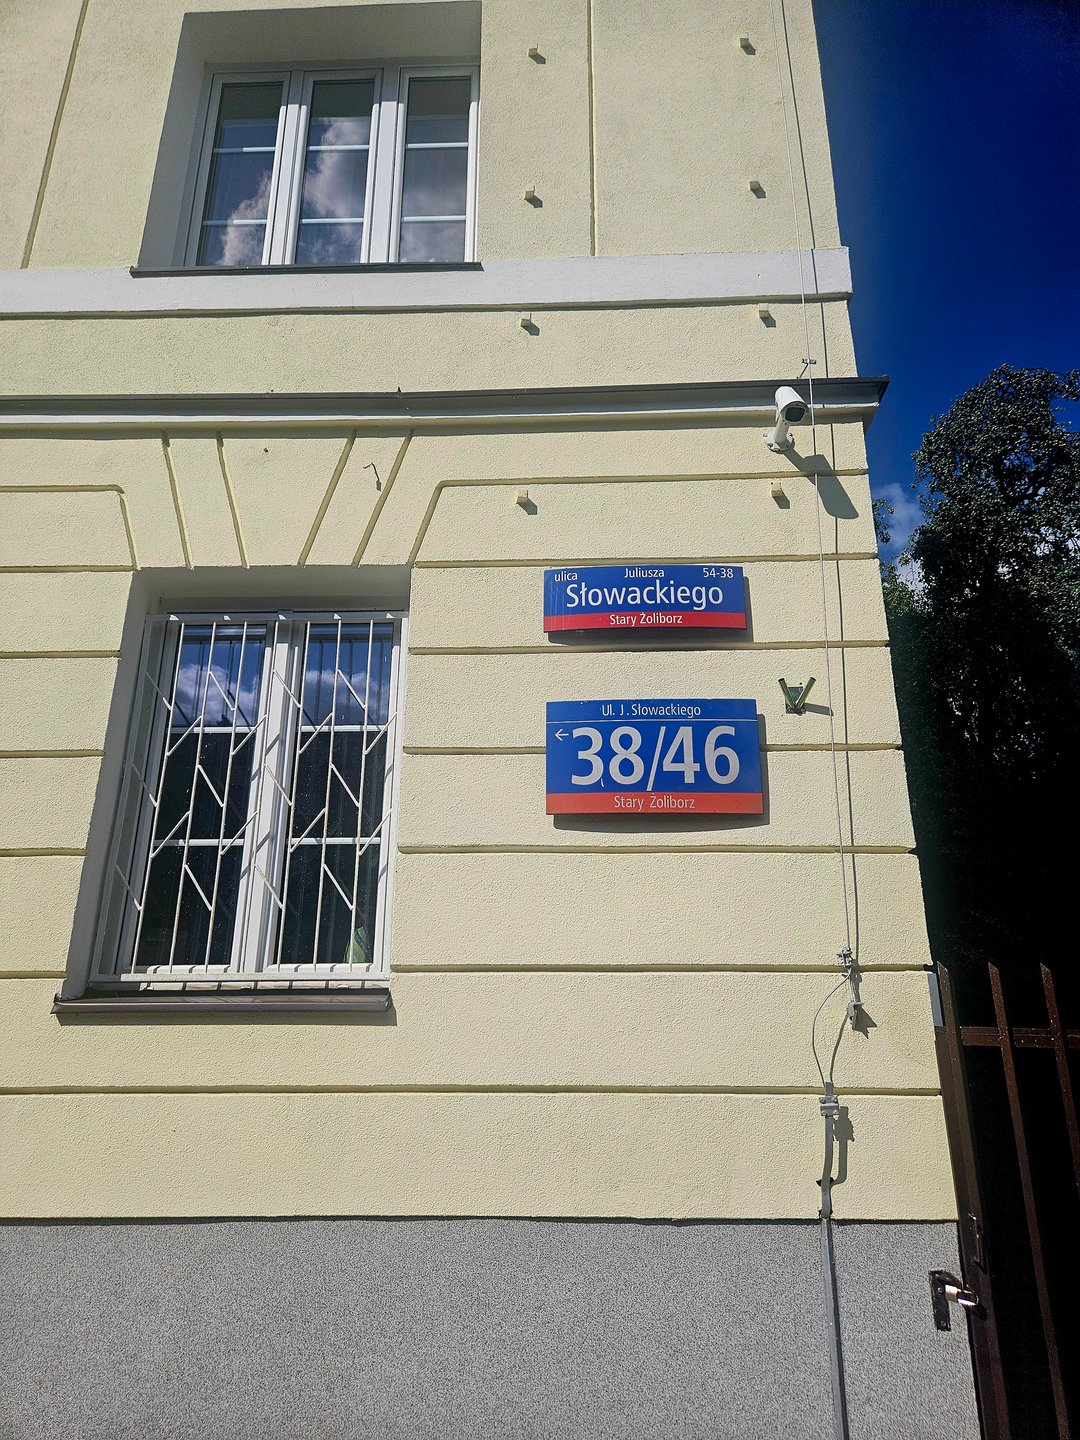 ulica Juliusza 54-38
Słowackiego
Stary Żoliborz
Ul. J. Słowackiego
←38/46
Stary Żoliborz